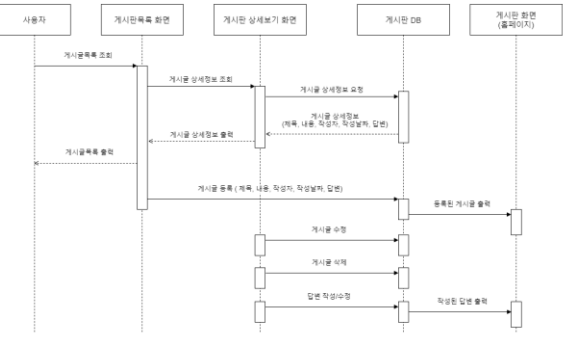 사용자
게시판목록 화면
게시판 상세보기 화면
게시판 DB
게시판 화면
(홈페이지)
게시글목록 조회
게시글 상세정보 조회
게시글 상세정보 요청
게시글 상세정보
(제목, 내용, 작성자, 작성날짜, 답변)
게시글 상세정보 출력
게시글목록 출력
게시글 등록 ( 제목, 내용, 작성자, 작성날짜, 답변)
등록된 게시글 출력
게시글 수정
게시글 삭제
답변 작성/수정
작성된 답변 출력